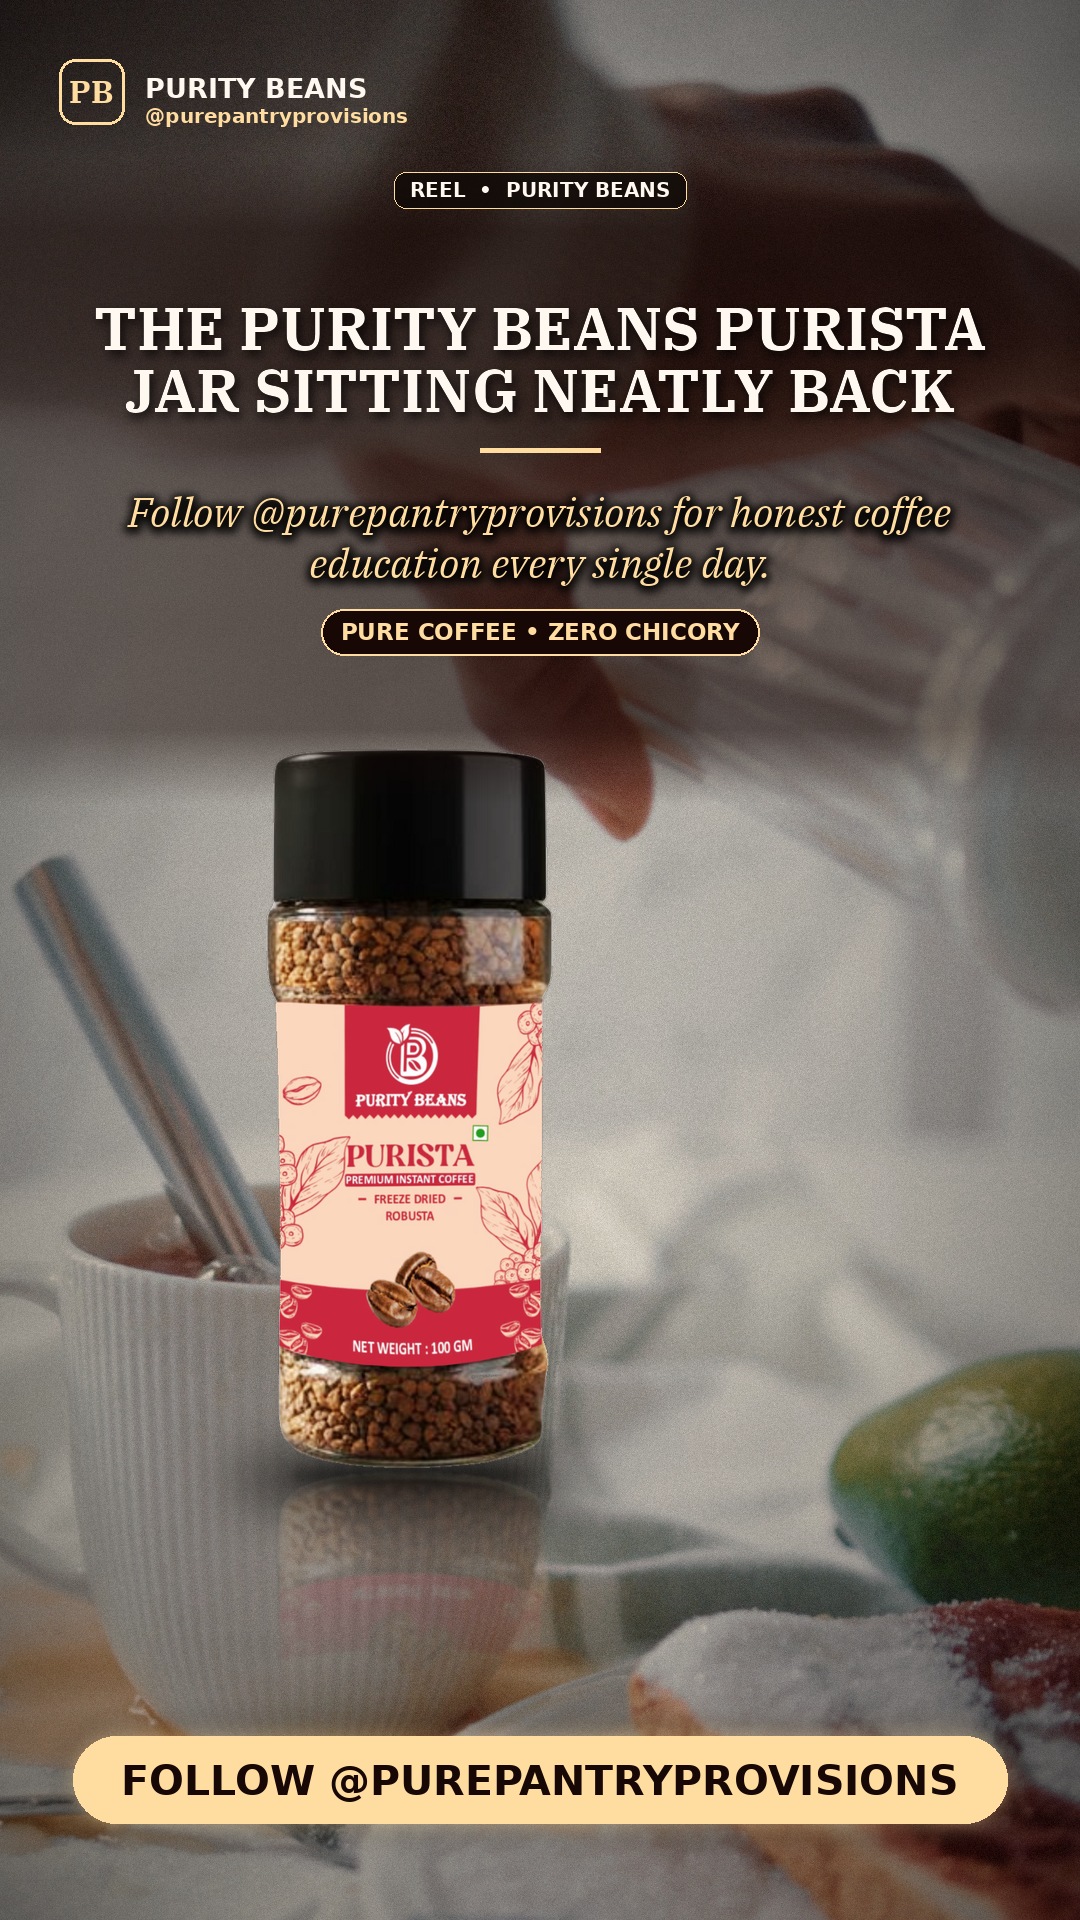 PB
PURITY BEANS
@purepantryprovisions
REEL • PURITY BEANS
THE PURITY BEANS PURISTA
JAR SITTING NEATLY BACK
Follow @purepantryprovisions for honest coffee
education every single day.
PURE COFFEE • ZERO CHICORY
B
PURITY BEANS
PURISTA
PREMIUM INSTANT COFFEE
– FREEZE DRIED –
ROBUSTA
NET WEIGHT : 100 GM
FOLLOW @PUREPANTRYPROVISIONS